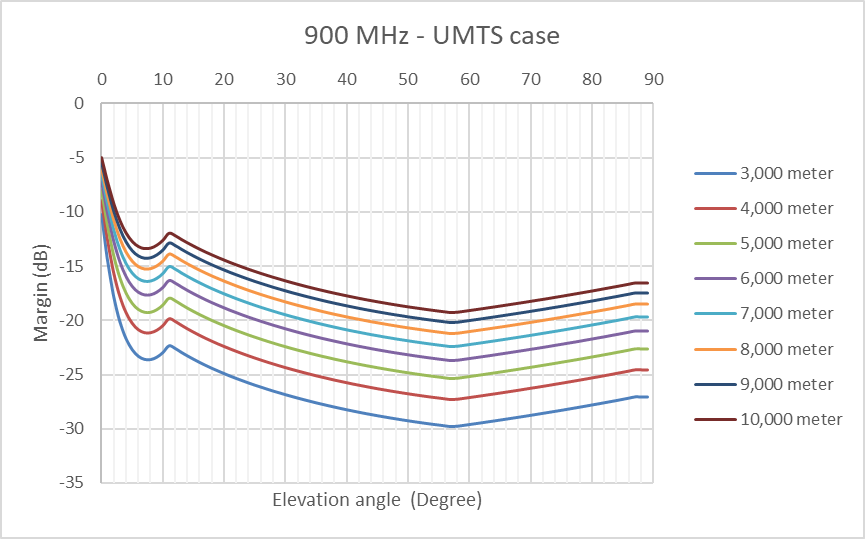 900 MHz - UMTS case
0 10 20 30 40 50 60 70 80 90
0
-5
-10
-15
-20
-25
-30
-35
Margin (dB)
Elevation angle (Degree)
3,000 meter
4,000 meter
5,000 meter
6,000 meter
7,000 meter
8,000 meter
9,000 meter
10,000 meter